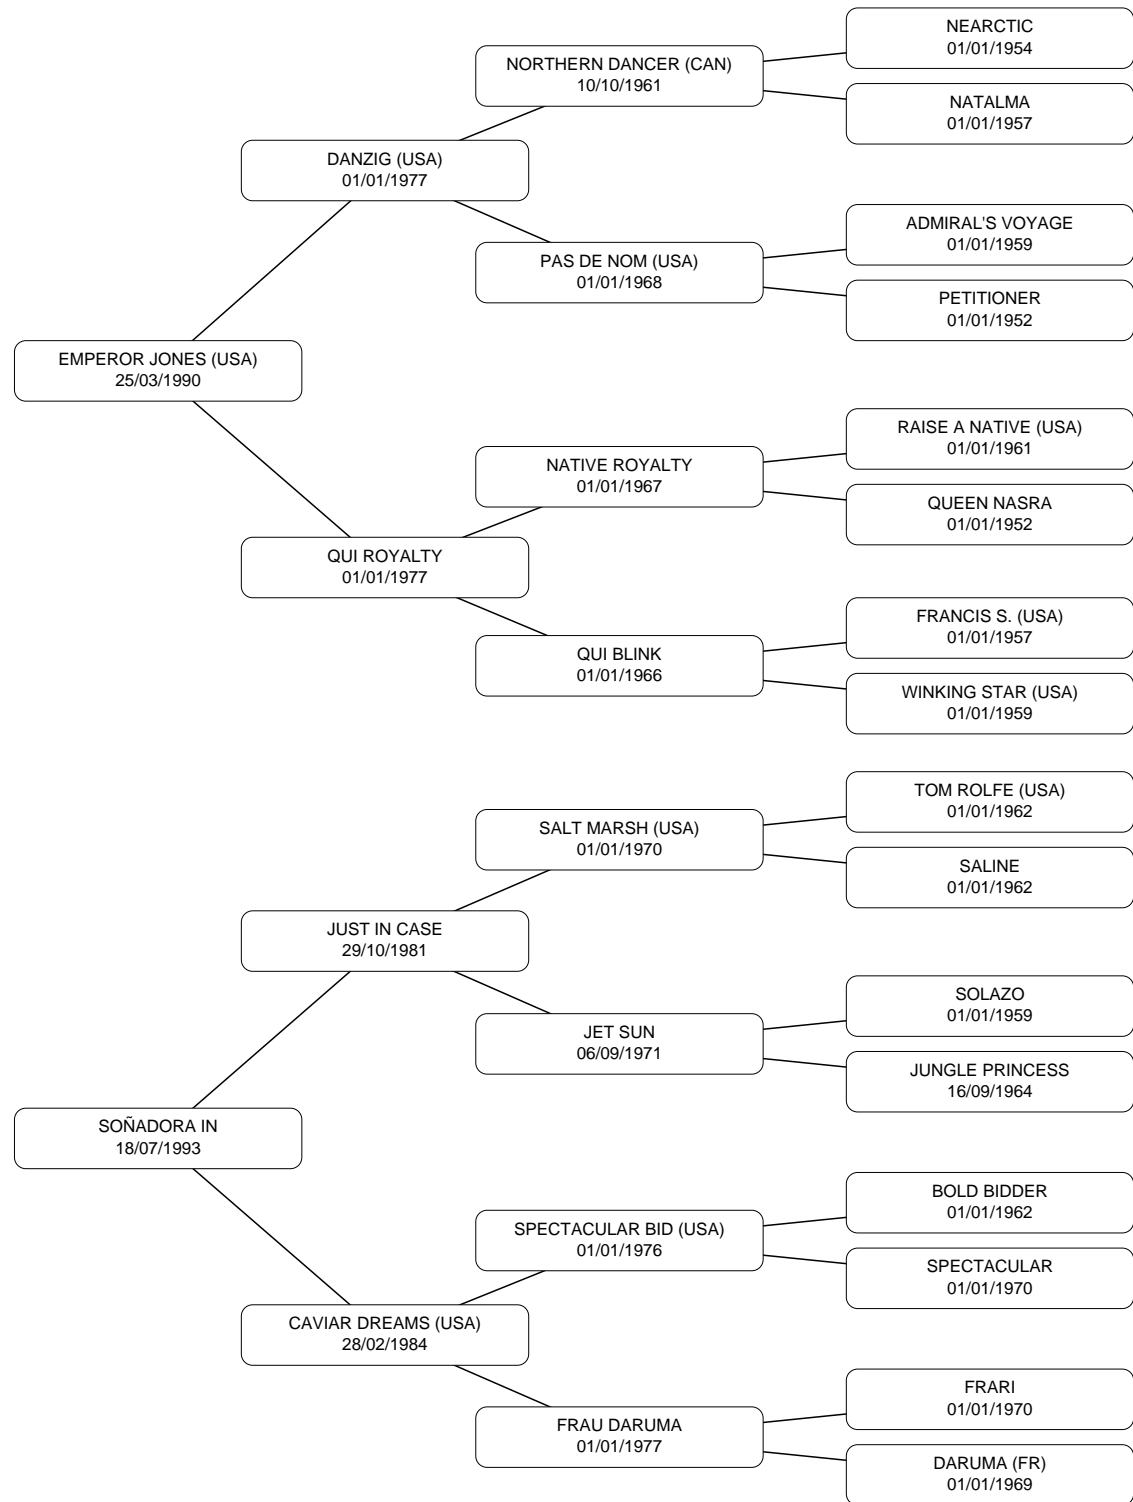 NEARCTIC
01/01/1954
NORTHERN DANCER (CAN)
10/10/1961
NATALMA
01/01/1957
DANZIG (USA)
01/01/1977
ADMIRAL'S VOYAGE
01/01/1959
PAS DE NOM (USA)
01/01/1968
PETITIONER
01/01/1952
EMPEROR JONES (USA)
25/03/1990
RAISE A NATIVE (USA)
01/01/1961
NATIVE ROYALTY
01/01/1967
QUEEN NASRA
01/01/1952
QUI ROYALTY
01/01/1977
FRANCIS S. (USA)
01/01/1957
QUI BLINK
01/01/1966
WINKING STAR (USA)
01/01/1959
TOM ROLFE (USA)
01/01/1962
SALT MARSH (USA)
01/01/1970
SALINE
01/01/1962
JUST IN CASE
29/10/1981
SOLAZO
01/01/1959
JET SUN
06/09/1971
JUNGLE PRINCESS
16/09/1964
SOÑADORA IN
18/07/1993
BOLD BIDDER
01/01/1962
SPECTACULAR BID (USA)
01/01/1976
SPECTACULAR
01/01/1970
CAVIAR DREAMS (USA)
28/02/1984
FRARI
01/01/1970
FRAU DARUMA
01/01/1977
DARUMA (FR)
01/01/1969